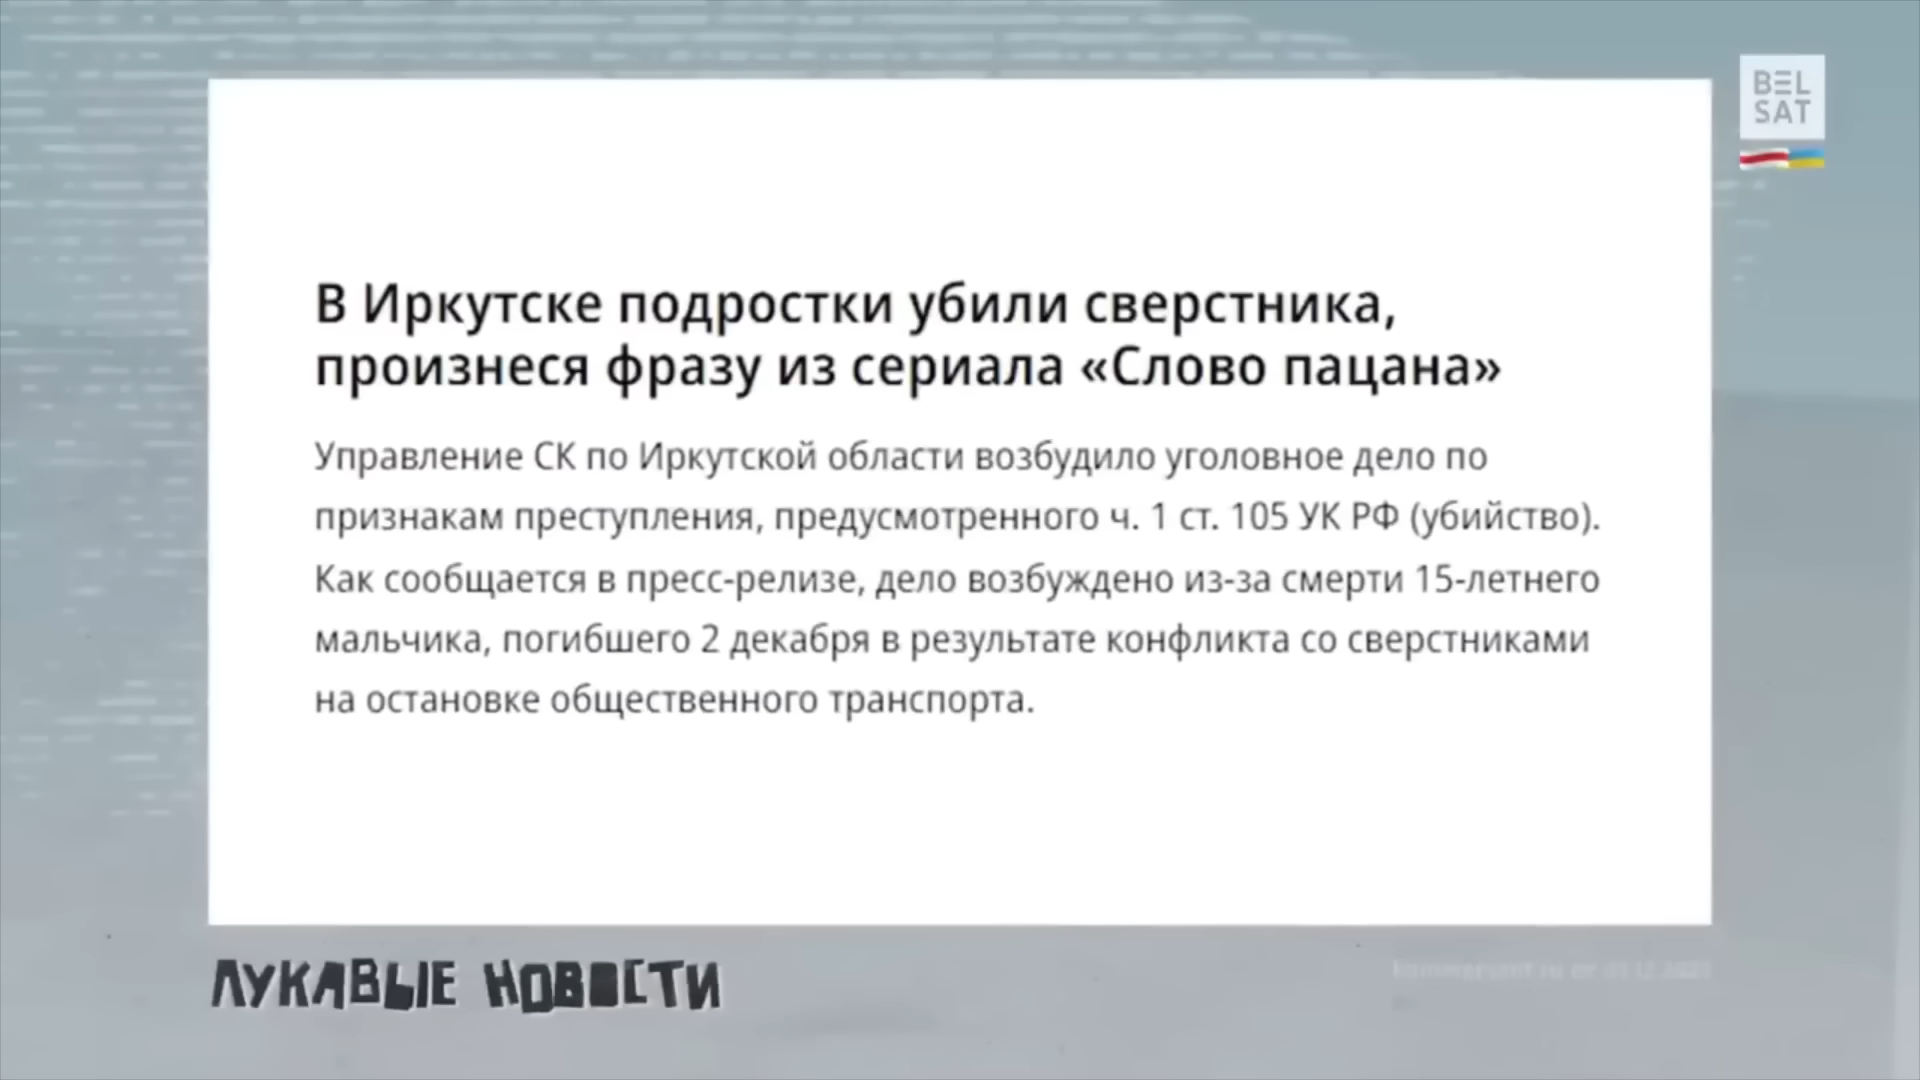 BEL
SAT
В Иркутске подростки убили сверстника,
произнеся фразу из сериала «Слово пацана»
Управление СК по Иркутской области возбудило уголовное дело по
признакам преступления, предусмотренного ч. 1 ст. 105 УК РФ (убийство).
Как сообщается в пресс-релизе, дело возбуждено из-за смерти 15-летнего
мальчика, погибшего 2 декабря в результате конфликта со сверстниками
на остановке общественного транспорта.
ЛУКАВЫЕ НОВОСТИ